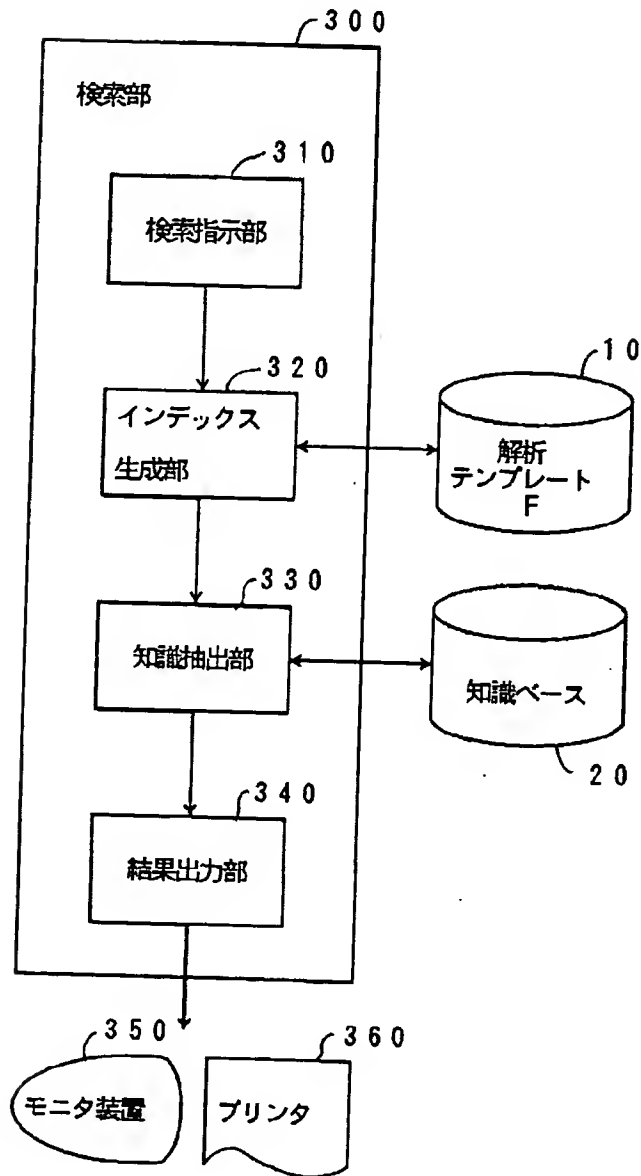 300
検索部
310
検索指示部
320
インデックス
生成部
10
解析
テンプレート
F
330
知識抽出部
知識ベース
20
340
結果出力部
350
モニタ装置
360
プリンタ